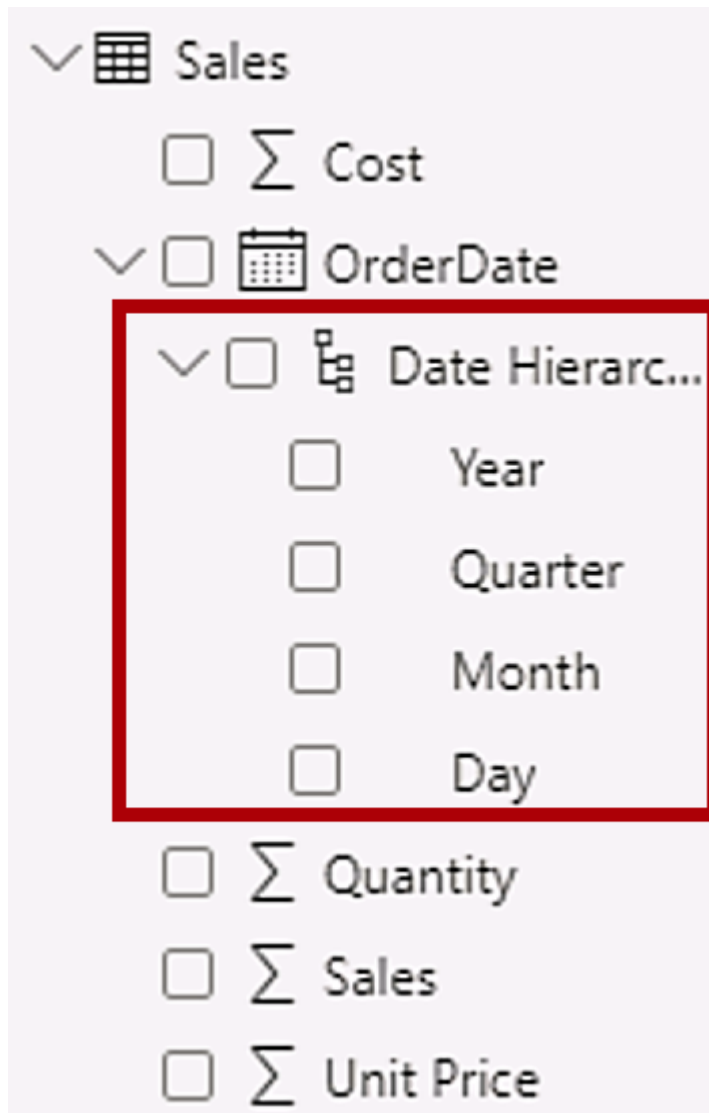 Sales
Cost
OrderDate
Date Hierarc...
Year
Quarter
Month
Day
Quantity
Sales
Unit Price